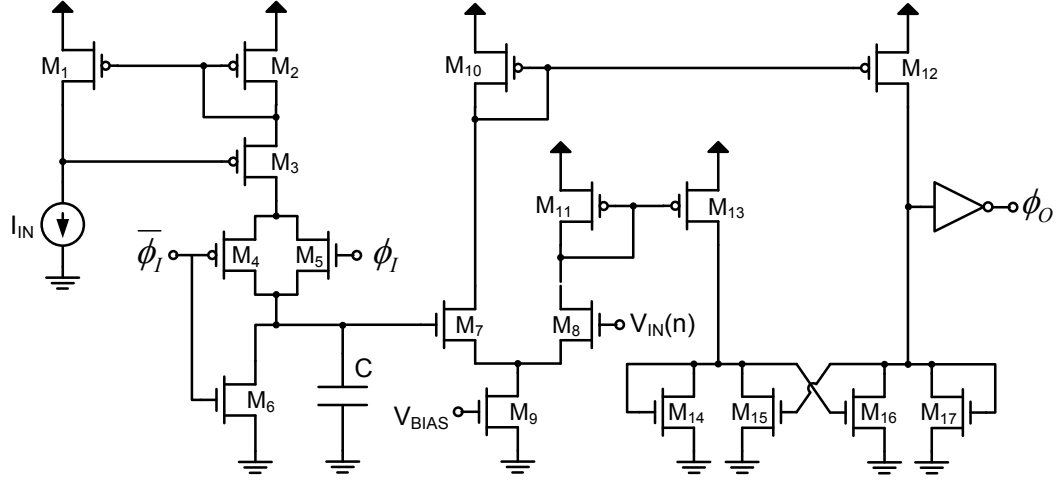 M1
M2
M10
M12
M3
M11
M13
IIN
ϕ̅I
M4
M5
ϕI
ϕO
M7
M8
VIN(n)
C
M6
VBIAS
M9
M14
M15
M16
M17